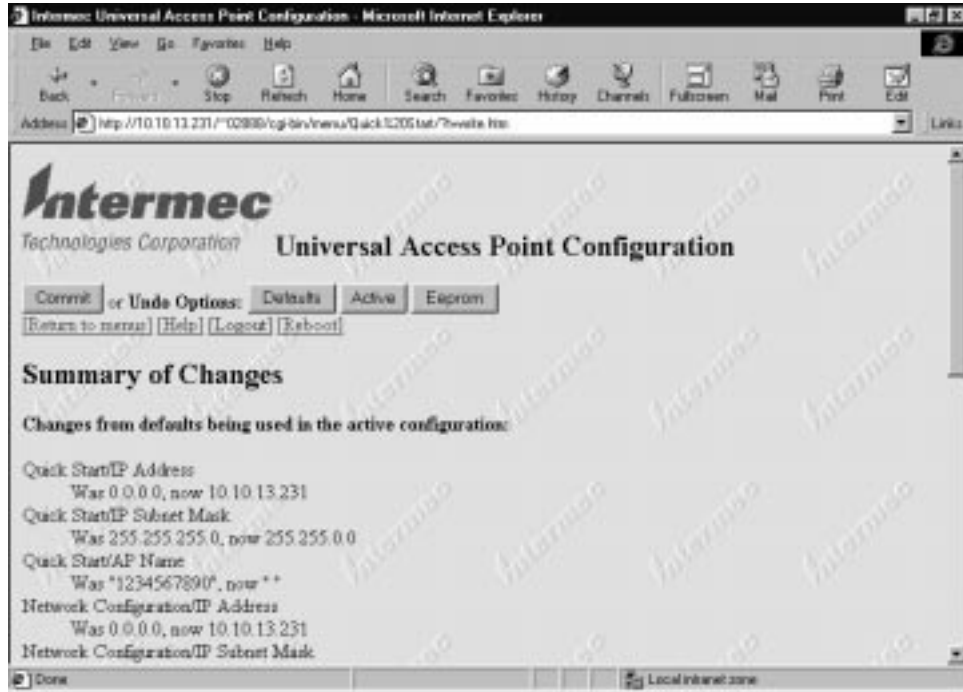 Intermec Universal Access Point Configuration - Microsoft Internet Explorer
File Edit View Go Favorites Help
Back Forward Stop Refresh Home Search Favorites History Channels Fullscreen Mail Print Edit
Address Links
Intermec
Technologies Corporation
Universal Access Point Configuration
Commit or Undo Options: Defaults Active Eeprom
[Return to menus] [Help] [Logout] [Reboot]
Summary of Changes
Changes from defaults being used in the active configuration:
Quick Start/IP Address
Was 0.0.0.0, now 10.10.13.231
Quick Start/IP Subnet Mask
Was 255.255.255.0, now 255.255.0.0
Quick Start/AP Name
Was "1234567890", now " "
Network Configuration/IP Address
Was 0.0.0.0, now 10.10.13.231
Network Configuration/IP Subnet Mask
Done
Local intranet zone